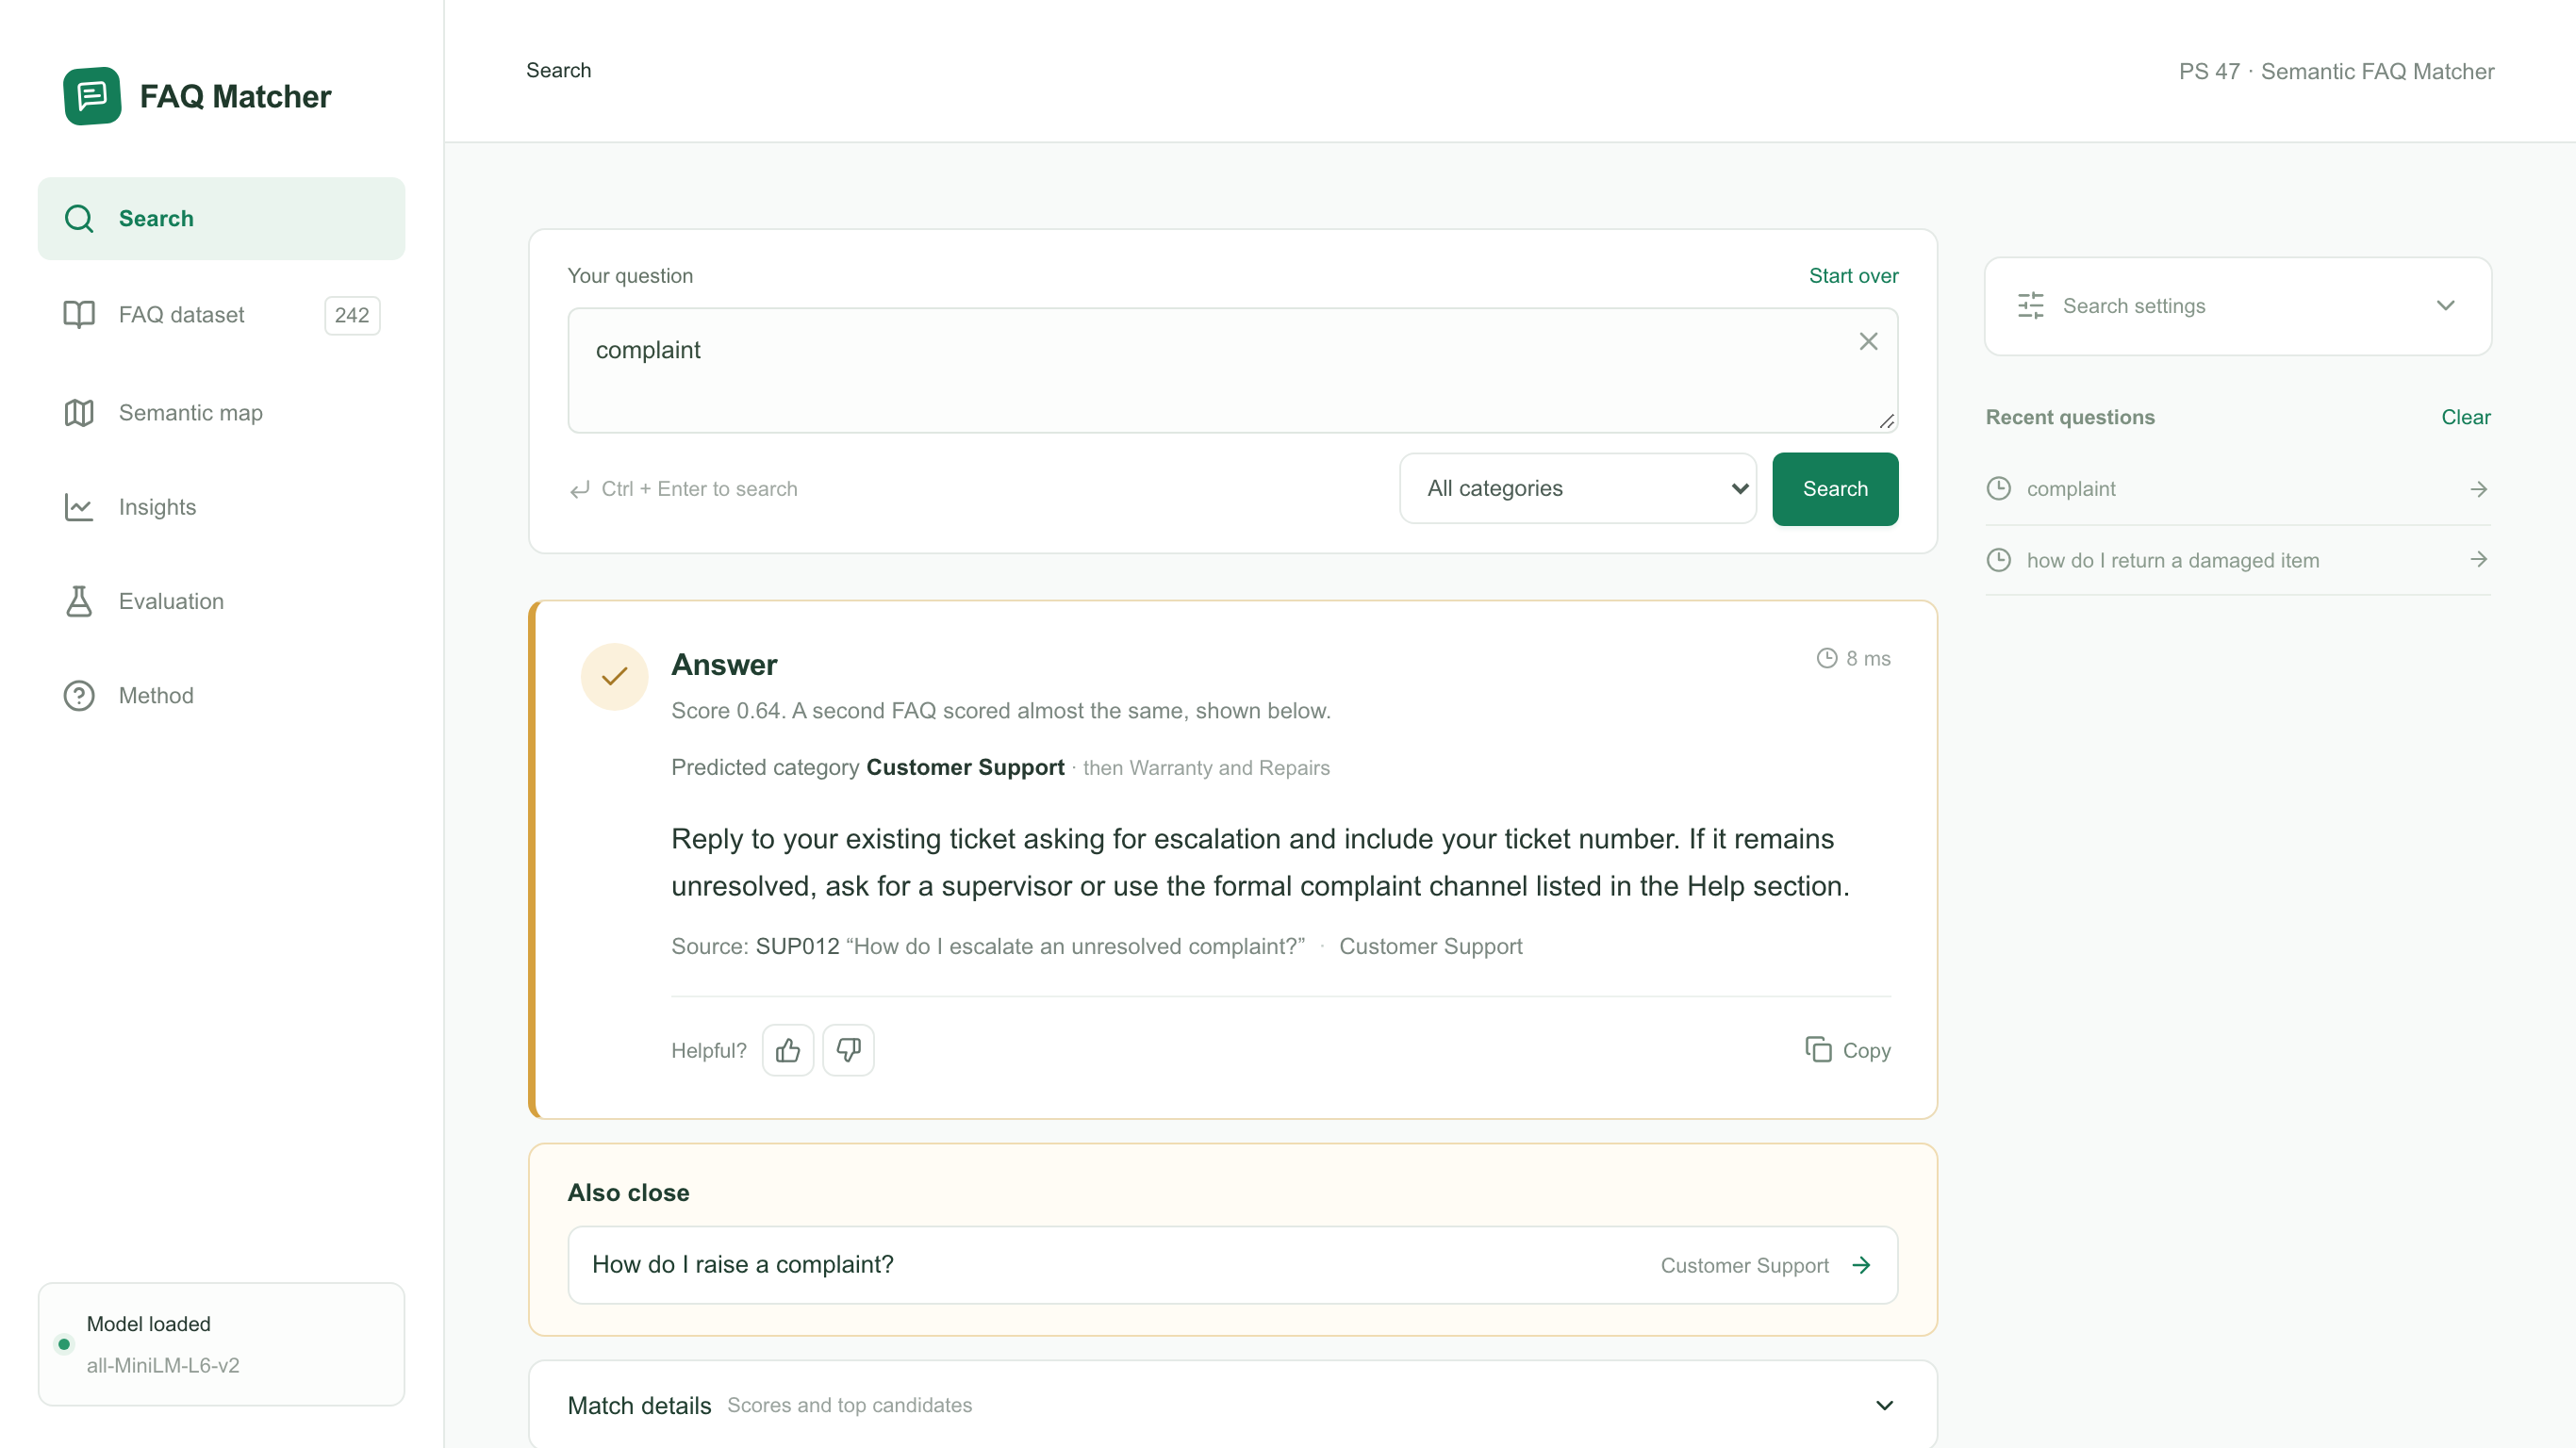 FAQ Matcher
Search
FAQ dataset 242
Semantic map
Insights
Evaluation
Method
Model loaded
all-MiniLM-L6-v2
Search
PS 47 · Semantic FAQ Matcher
Your question Start over
complaint
Ctrl + Enter to search All categories Search
Answer 8 ms
Score 0.64. A second FAQ scored almost the same, shown below.
Predicted category Customer Support · then Warranty and Repairs
Reply to your existing ticket asking for escalation and include your ticket number. If it remains
unresolved, ask for a supervisor or use the formal complaint channel listed in the Help section.
Source: SUP012 “How do I escalate an unresolved complaint?” · Customer Support
Helpful? Copy
Also close
How do I raise a complaint? Customer Support
Match details Scores and top candidates
Search settings
Recent questions Clear
complaint
how do I return a damaged item